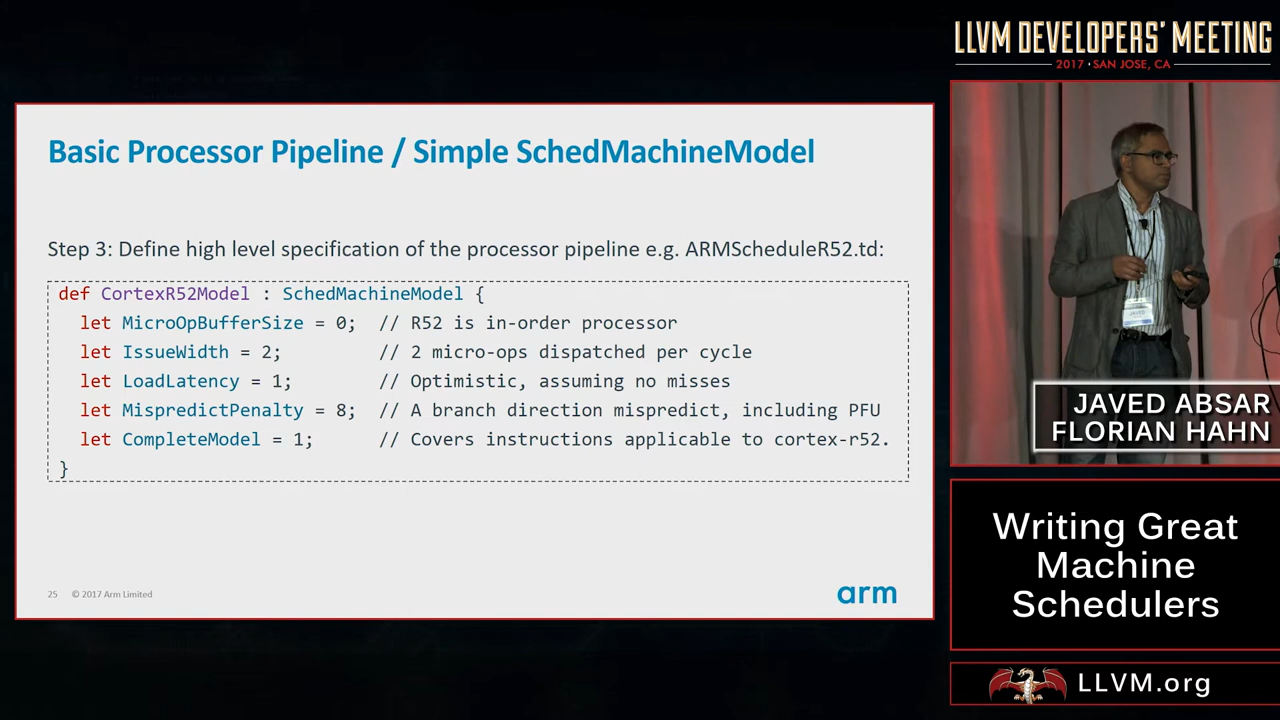 LLVM DEVELOPERS' MEETING
2017 • SAN JOSE, CA
Basic Processor Pipeline / Simple SchedMachineModel
Step 3: Define high level specification of the processor pipeline e.g. ARMScheduleR52.td:
def CortexR52Model : SchedMachineModel {
let MicroOpBufferSize = 0; // R52 is in-order processor
let IssueWidth = 2; // 2 micro-ops dispatched per cycle
let LoadLatency = 1; // Optimistic, assuming no misses
let MispredictPenalty = 8; // A branch direction mispredict, including PFU
let CompleteModel = 1; // Covers instructions applicable to cortex-r52.
}
25 © 2017 Arm Limited
arm
JAVED
JAVED ABSAR
FLORIAN HAHN
Writing Great
Machine
Schedulers
LLVM.org